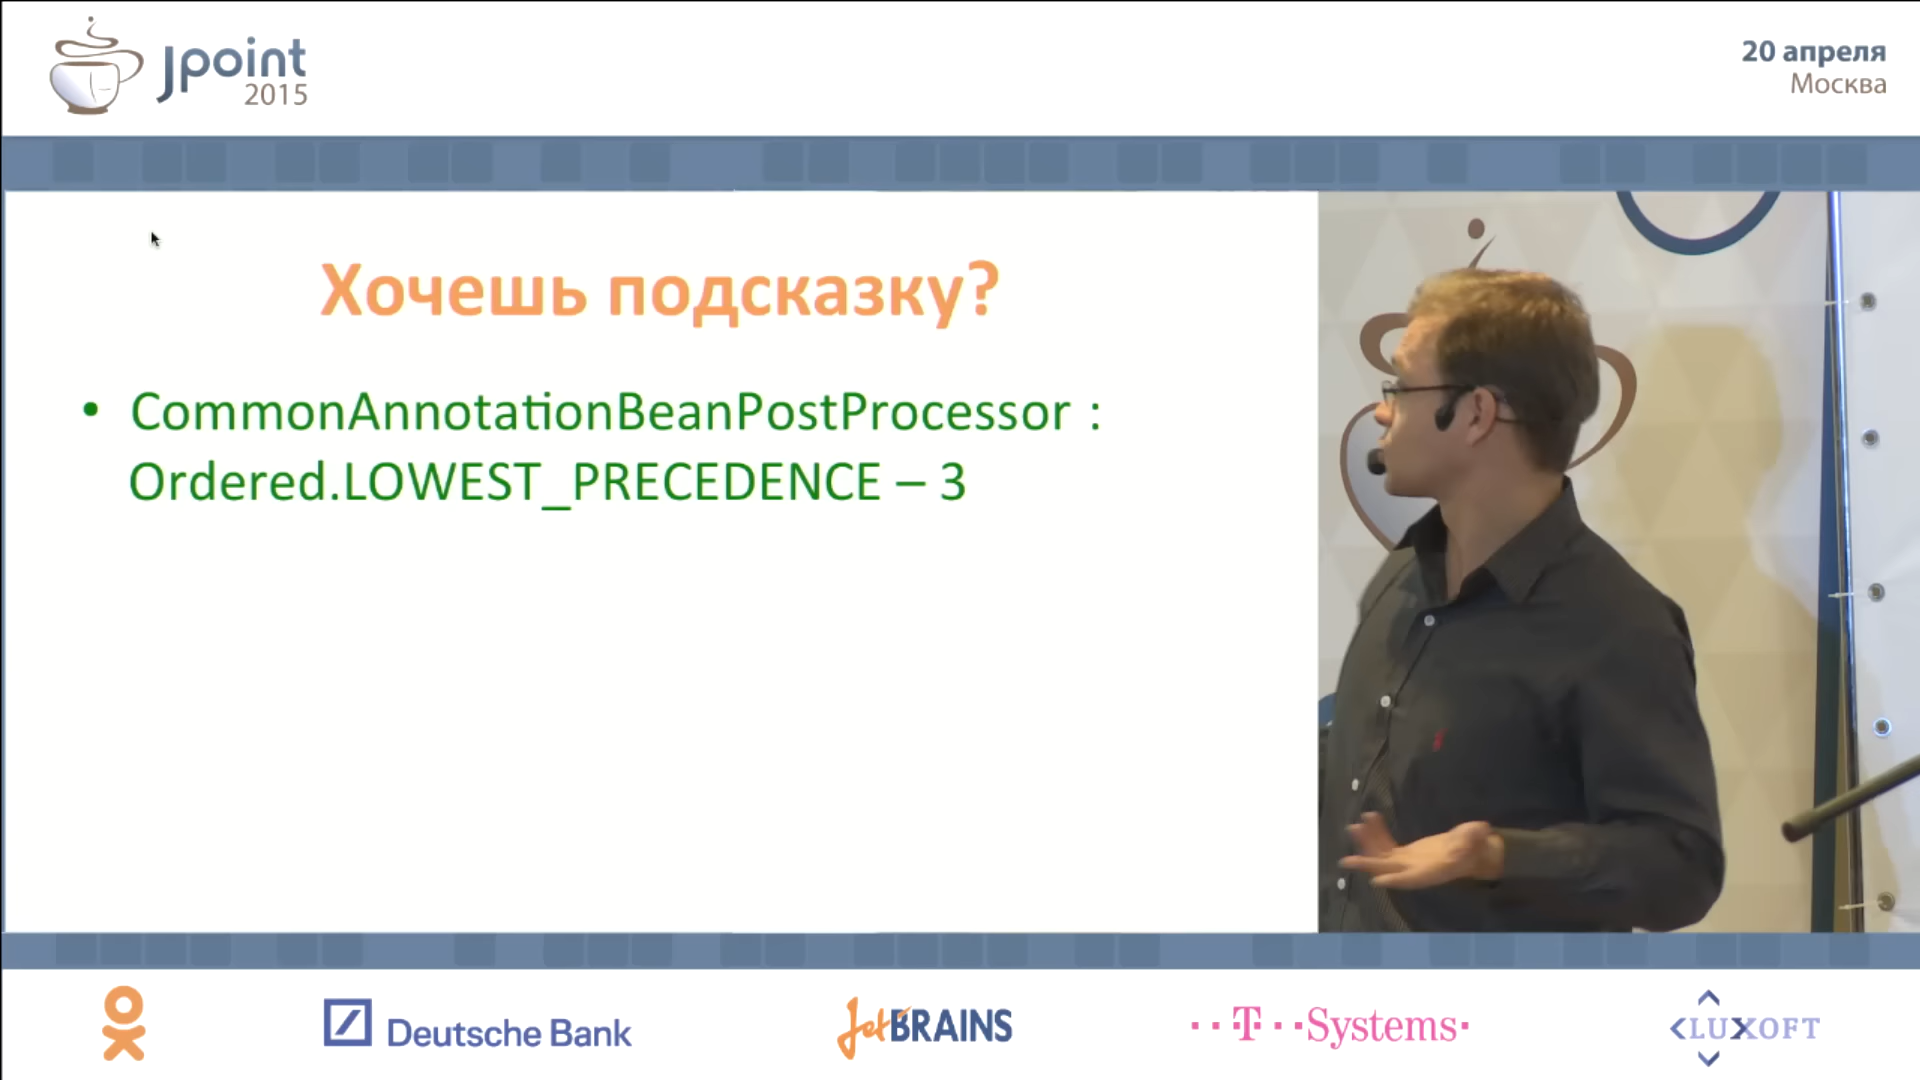 Jpoint
2015
20 апреля
Москва
Хочешь подсказку?
• CommonAnnotationBeanPostProcessor :
Ordered.LOWEST_PRECEDENCE – 3
Deutsche Bank
JetBRAINS
··T··Systems·
LUXOFT